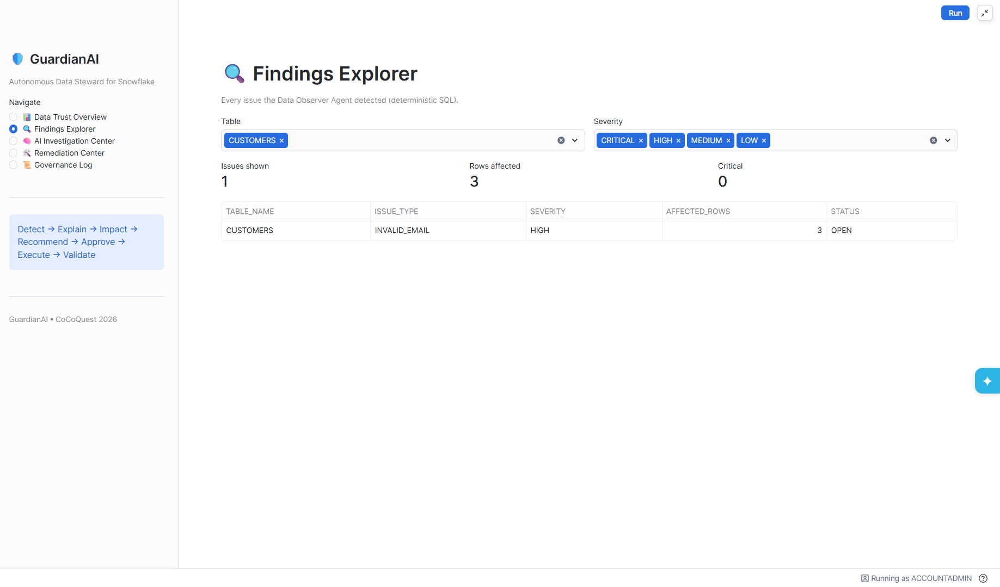 Run
GuardianAI
Autonomous Data Steward for Snowflake
Navigate
Data Trust Overview
Findings Explorer
AI Investigation Center
Remediation Center
Governance Log
Detect → Explain → Impact →
Recommend → Approve →
Execute → Validate
GuardianAI • CoCoQuest 2026
Findings Explorer
Every issue the Data Observer Agent detected (deterministic SQL).
Table
CUSTOMERS ×
Severity
CRITICAL × HIGH × MEDIUM × LOW ×
Issues shown
1
Rows affected
3
Critical
0
TABLE_NAME ISSUE_TYPE SEVERITY AFFECTED_ROWS STATUS
CUSTOMERS INVALID_EMAIL HIGH 3 OPEN
Running as ACCOUNTADMIN